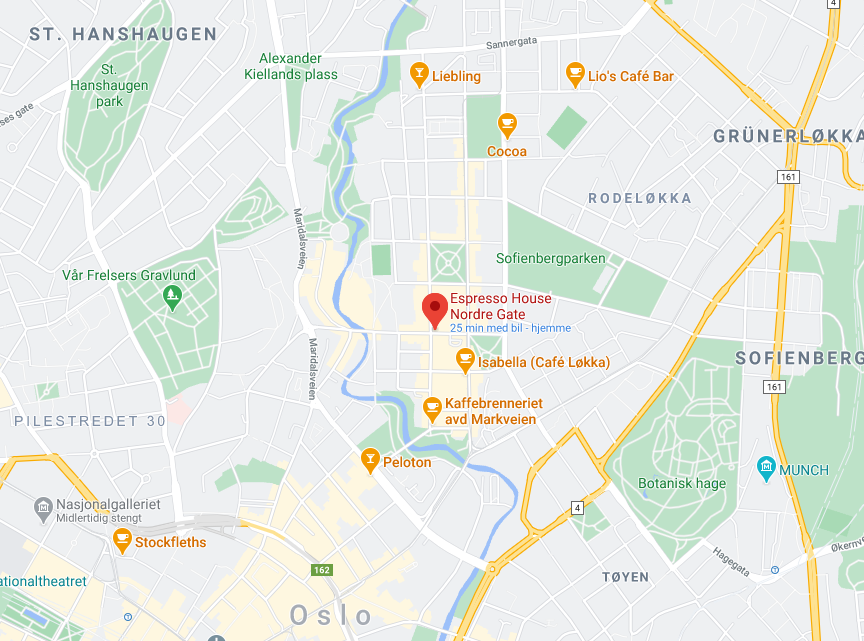 4
ST. HANSHAUGEN
Sannergata
Alexander
Kiellands plass
St.
Hanshaugen
park
Liebling
Lio's Café Bar
ses gate
Cocoa
GRÜNERLØKKA
161
RODELØKKA
Maridalsveien
Sofienbergparken
Vår Frelsers Gravlund
Espresso House
Nordre Gate
25 min med bil - hjemme
Maridalsveien
Isabella (Café Løkka)
SOFIENBERG
161
Kaffebrenneriet
avd Markveien
PILESTREDET 30
Peloton
MUNCH
Botanisk hage
Nasjonalgalleriet
Midlertidig stengt
4
Stockfleths
Hagegata
Økernve
162
TØYEN
ationaltheatret
Oslo